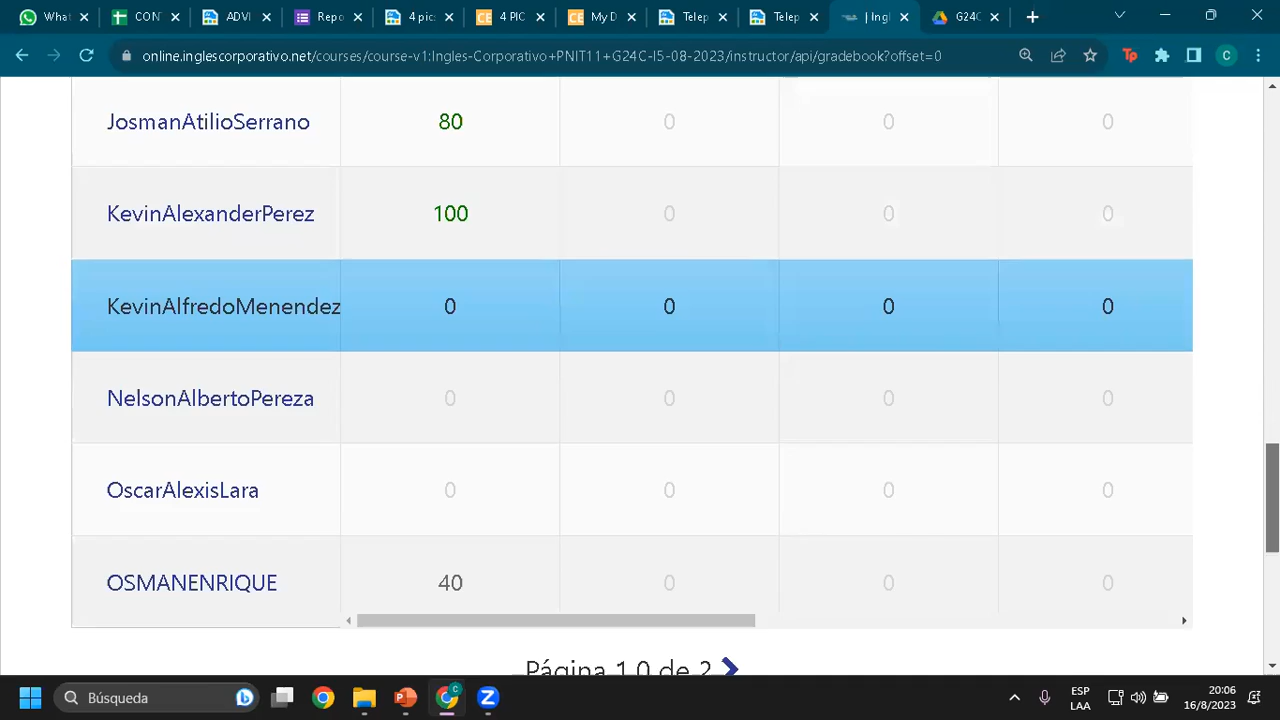 What
CON
ADVI
Repo
4 pic
4 PIC
My D
Telep
Telep
| Ingl
G24C
online.inglescorporativo.net/courses/course-v1:Ingles-Corporativo+PNIT11+G24C-I5-08-2023/instructor/api/gradebook?offset=0
JosmanAtilioSerrano 80 0 0 0
KevinAlexanderPerez 100 0 0 0
KevinAlfredoMenendez 0 0 0 0
NelsonAlbertoPereza 0 0 0 0
OscarAlexisLara 0 0 0 0
OSMANENRIQUE 40 0 0 0
Página 1.0 de 2
Búsqueda
ESP
LAA
20:06
16/8/2023